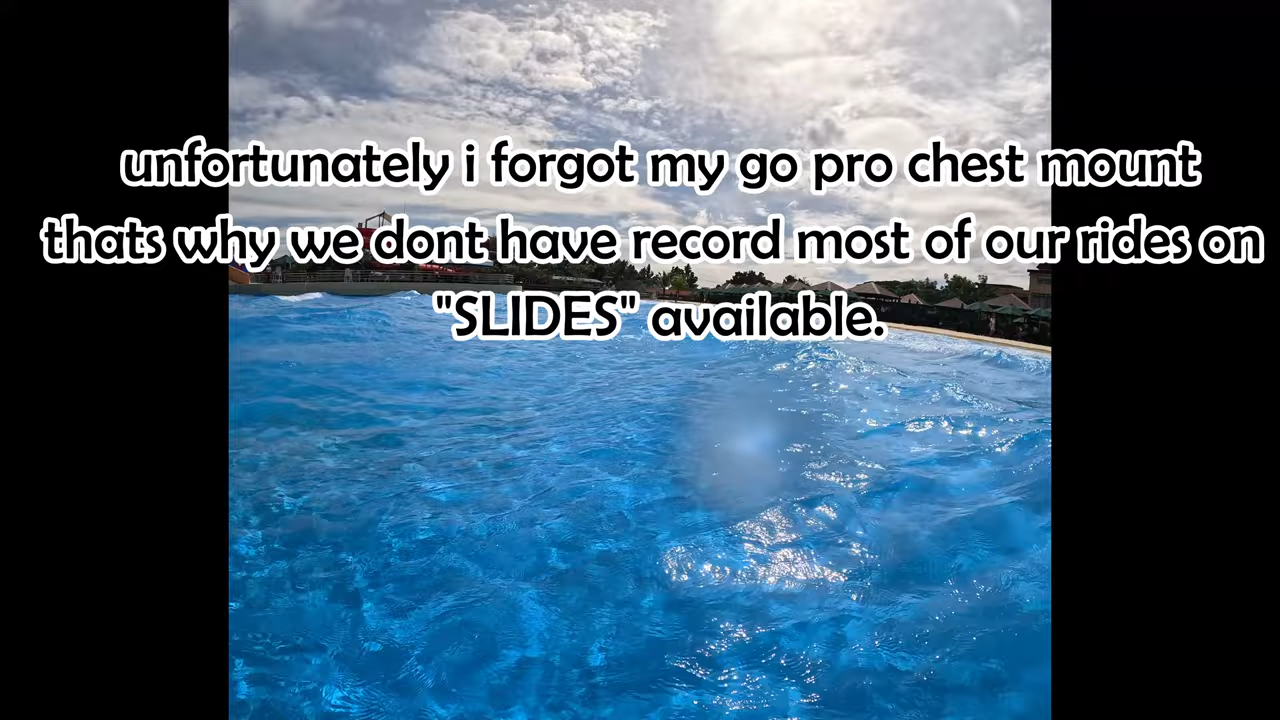 unfortunately i forgot my go pro chest mount
thats why we dont have record most of our rides on
"SLIDES" available.